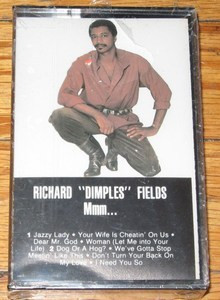 RICHARD "DIMPLES" FIELDS
Mmm...
1 Jazzy Lady • Your Wife Is Cheatin' On Us •
Dear Mr. God • Woman (Let Me into Your
Life) 2 Dog Or A Hog? • We've Gotta Stop
Meetin' Like This • Don't Turn Your Back On
My Love • I Need You So